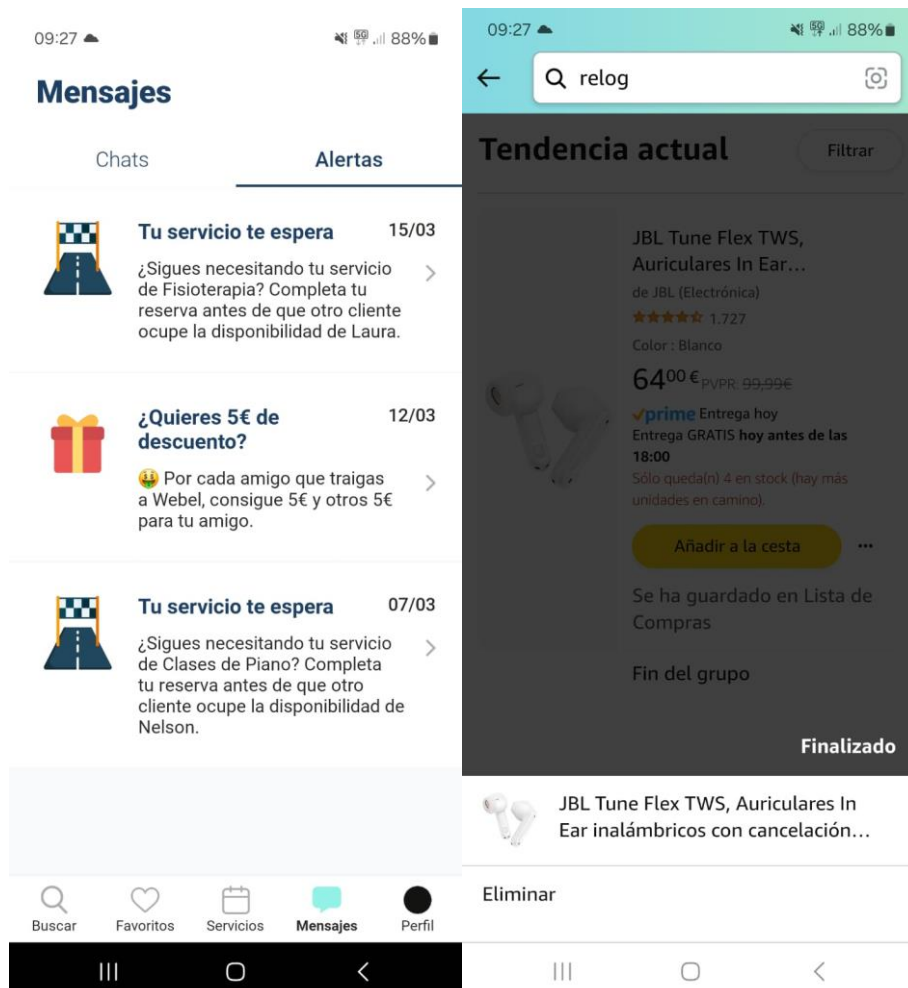 09:27
88%
Mensajes
Chats
Alertas
Tu servicio te espera
15/03
¿Sigues necesitando tu servicio
de Fisioterapia? Completa tu
reserva antes de que otro cliente
ocupe la disponibilidad de Laura.
¿Quieres 5€ de
descuento?
12/03
Por cada amigo que traigas
a Webel, consigue 5€ y otros 5€
para tu amigo.
Tu servicio te espera
07/03
¿Sigues necesitando tu servicio
de Clases de Piano? Completa
tu reserva antes de que otro
cliente ocupe la disponibilidad de
Nelson.
Buscar
Favoritos
Servicios
Mensajes
Perfil
09:27
88%
relog
Tendencia actual
Filtrar
JBL Tune Flex TWS,
Auriculares In Ear...
de JBL (Electrónica)
1.727
Color : Blanco
64,00 € PVPR: 99,99€
prime Entrega hoy
Entrega GRATIS hoy antes de las
18:00
Sólo queda(n) 4 en stock (hay más
unidades en camino).
Añadir a la cesta
Se ha guardado en Lista de
Compras
Fin del grupo
Finalizado
JBL Tune Flex TWS, Auriculares In
Ear inalámbricos con cancelación...
Eliminar